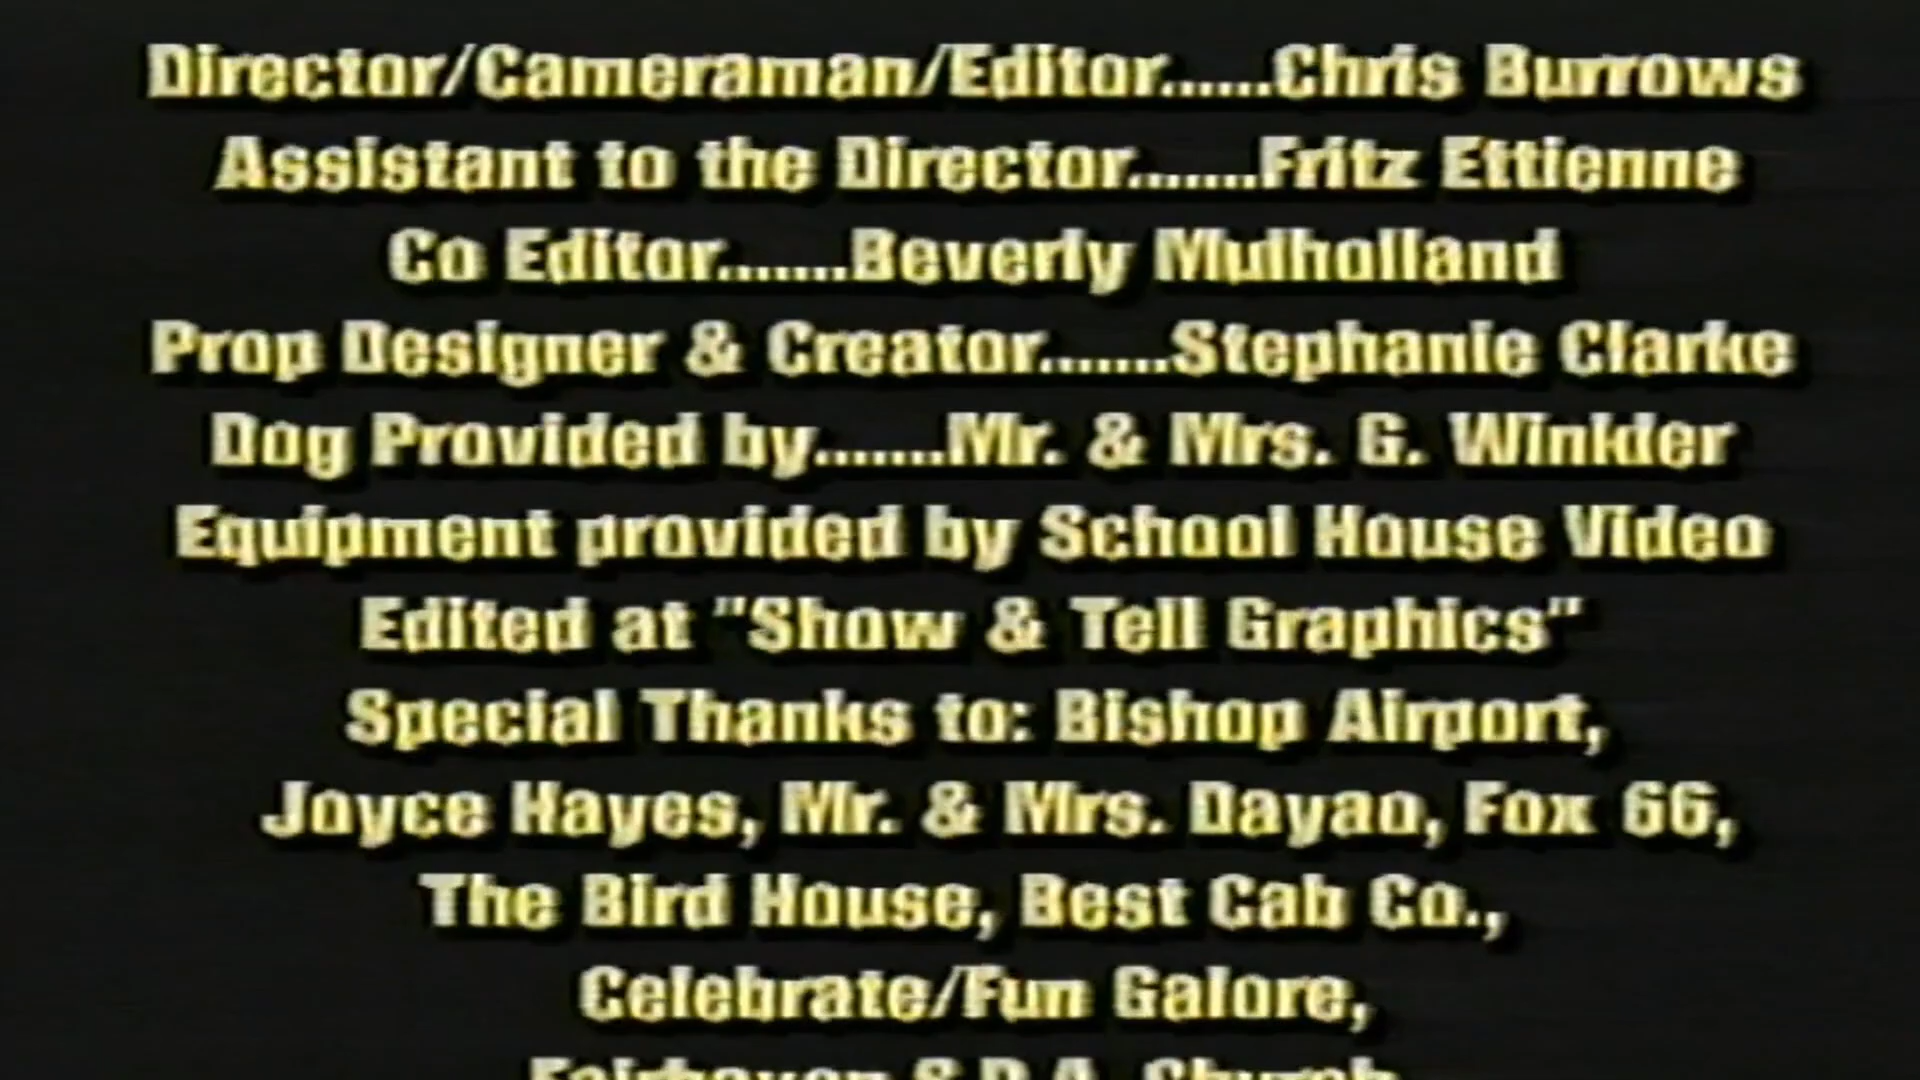 Director/Cameraman/Editor......Chris Burrows
Assistant to the Director.......Fritz Ettienne
Co Editor.......Beverly Mulholland
Prop Designer & Creator.......Stephanie Clarke
Dog Provided by.......Mr. & Mrs. G. Winkler
Equipment provided by School House Video
Edited at "Show & Tell Graphics"
Special Thanks to: Bishop Airport,
Joyce Hayes, Mr. & Mrs. Dayao, Fox 66,
The Bird House, Best Cab Co.,
Celebrate/Fun Galore,
Fairhaven S.D.A. Church